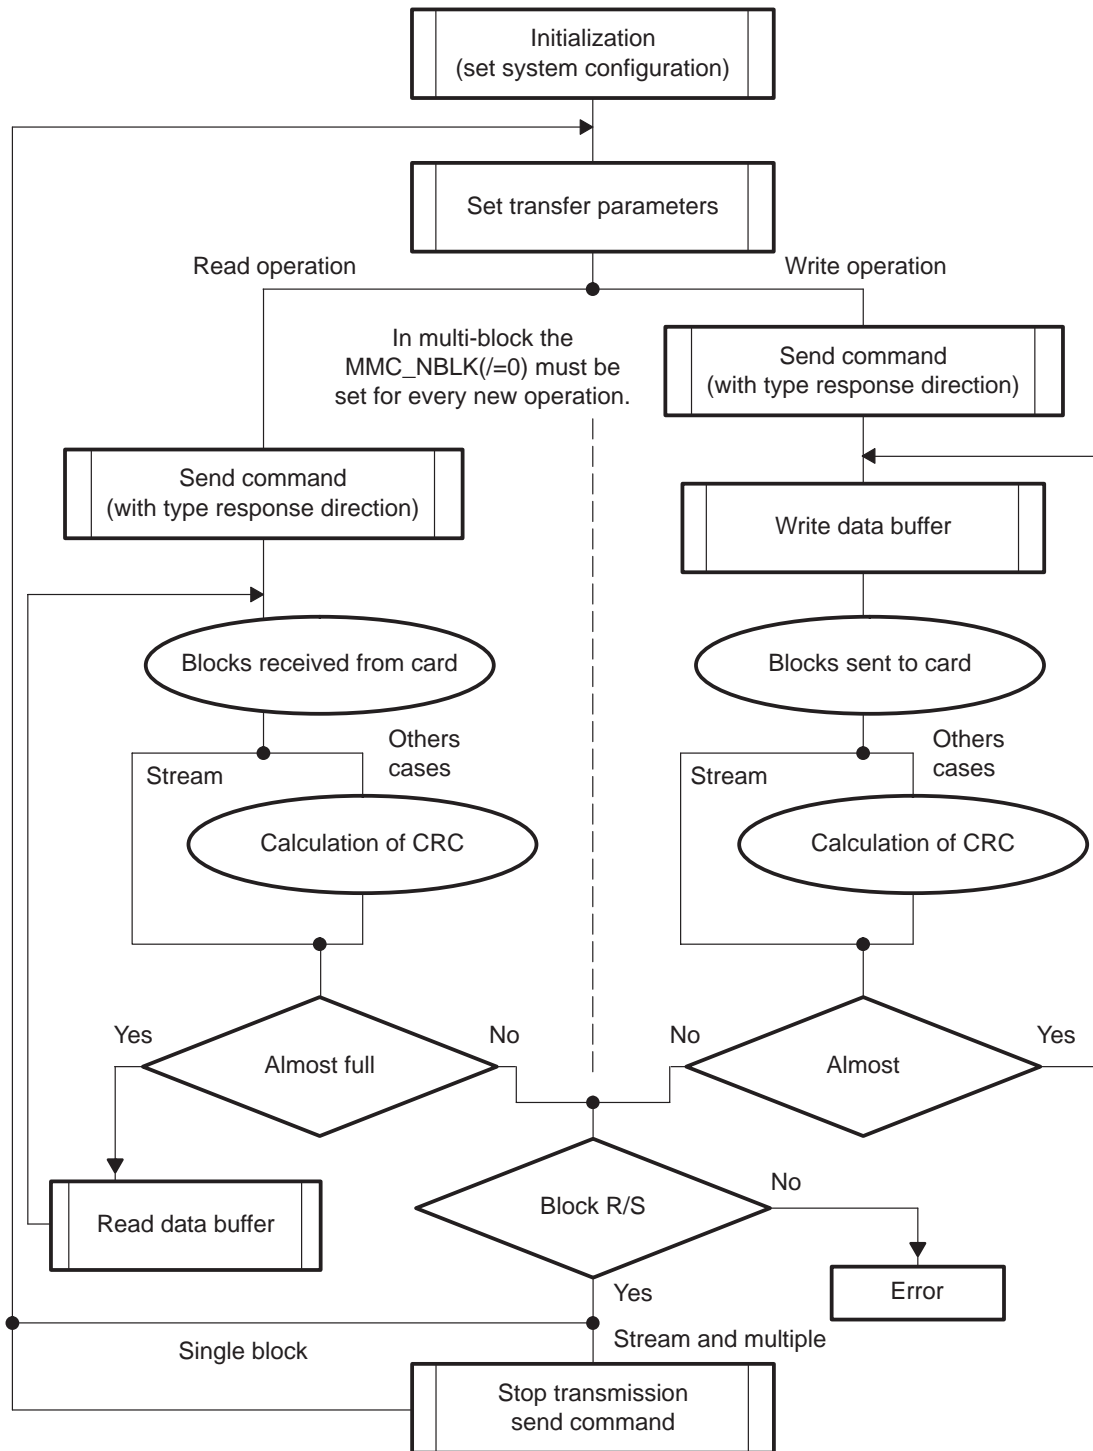 Initialization
(set system configuration)
Set transfer parameters
Read operation
Write operation
In multi-block the
MMC_NBLK(/=0) must be
set for every new operation.
Send command
(with type response direction)
Send command
(with type response direction)
Write data buffer
Blocks received from card
Blocks sent to card
Stream
Others
cases
Stream
Others
cases
Calculation of CRC
Calculation of CRC
Yes
Almost full
No
No
Almost
Yes
Read data buffer
Block R/S
No
Error
Yes
Single block
Stream and multiple
Stop transmission
send command